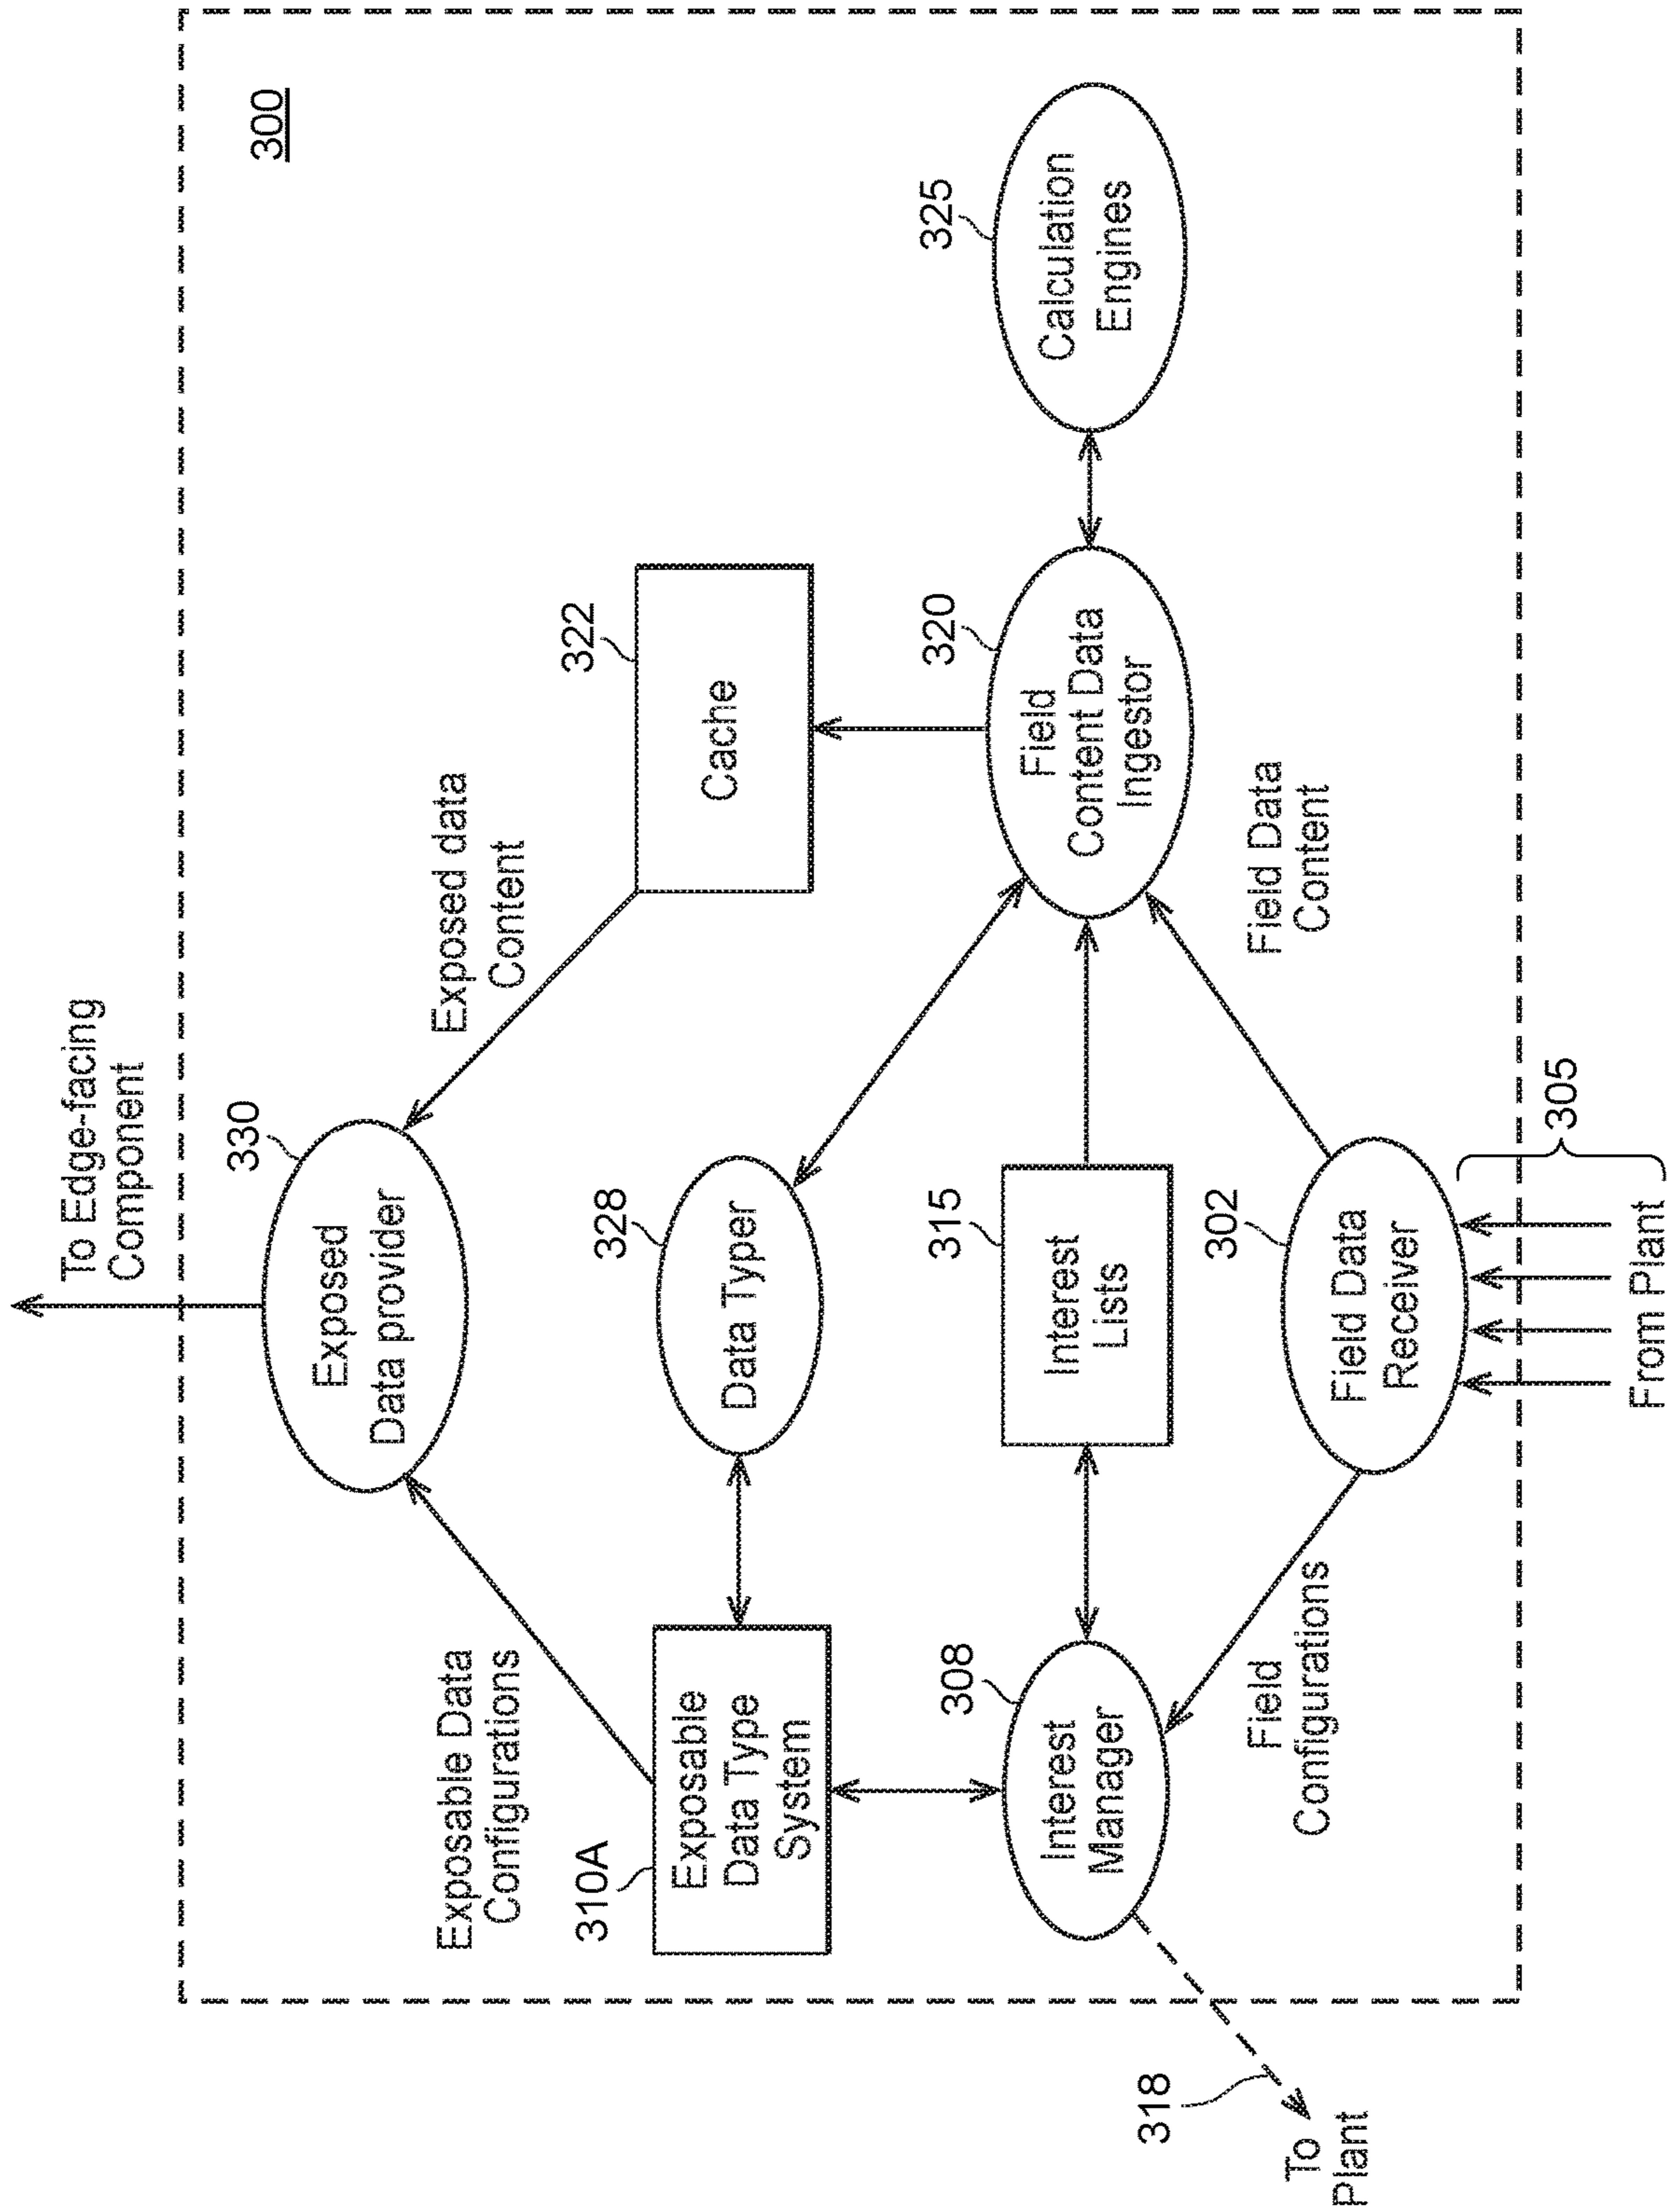 To Edge-facing
Component
300
330
Exposed
Data provider
Exposable Data
Configurations
Exposed data
Content
310A
Exposable
Data Type
System
328
Data Typer
322
Cache
308
Interest
Manager
315
Interest
Lists
320
Field
Content Data
Ingestor
325
Calculation
Engines
Field
Configurations
302
Field Data
Receiver
Field Data
Content
318
To
Plant
From Plant
305